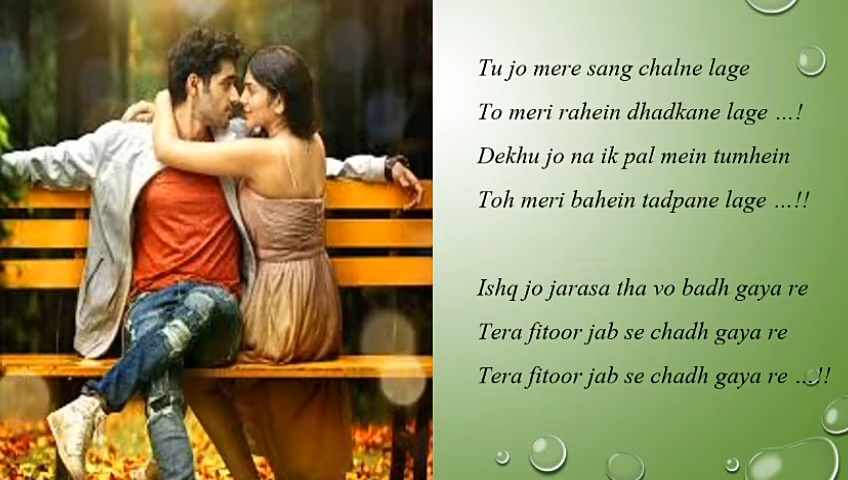 Tu jo mere sang chalne lage
To meri rahein dhadkane lage ...!
Dekhu jo na ik pal mein tumhein
Toh meri bahein tadpane lage ...!!
Ishq jo jarasa tha vo badh gaya re
Tera fitoor jab se chadh gaya re
Tera fitoor jab se chadh gaya re ...!!